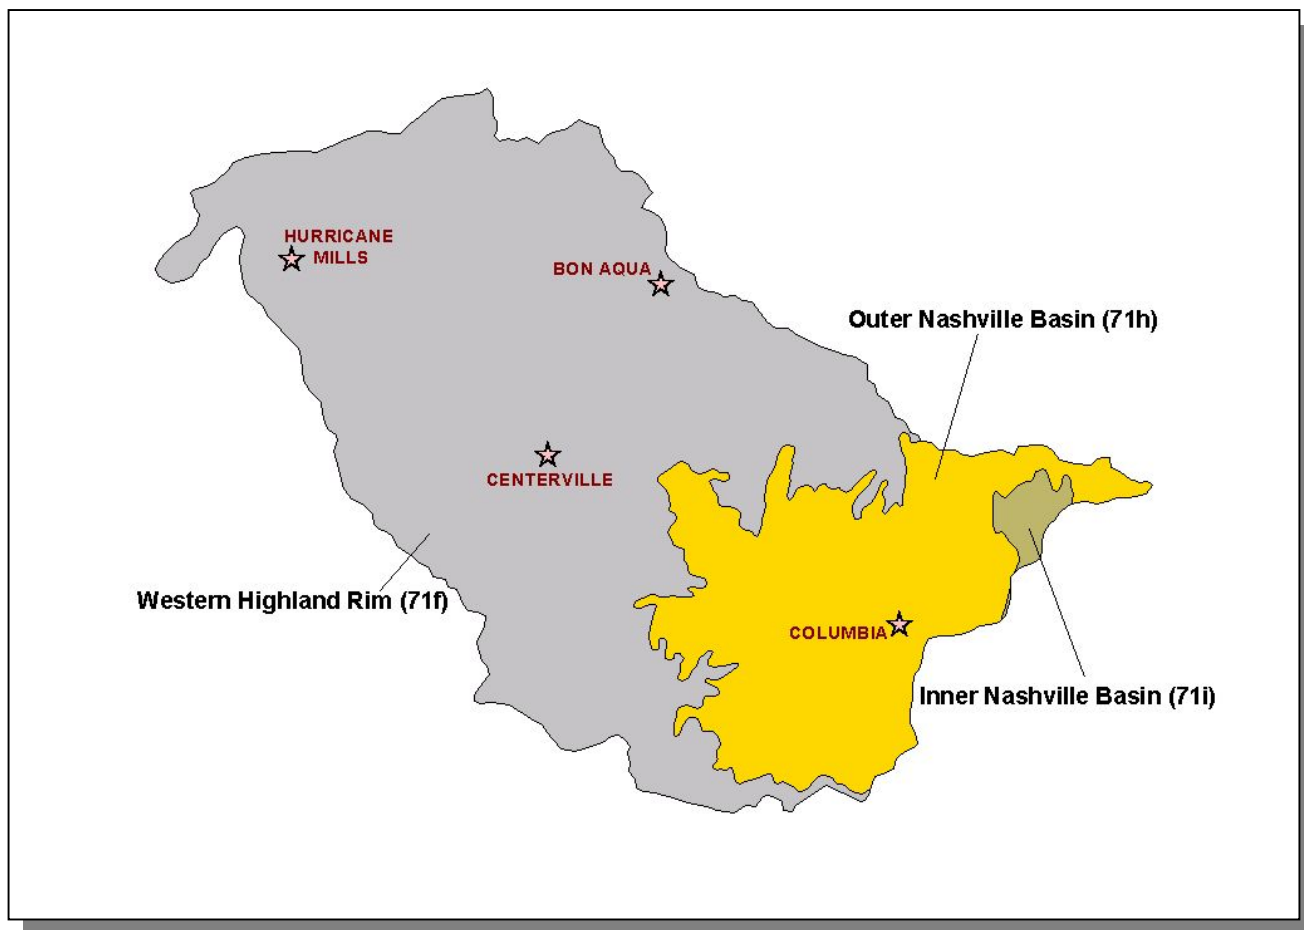 HURRICANE
MILLS
BON AQUA
Outer Nashville Basin (71h)
CENTERVILLE
Western Highland Rim (71f)
COLUMBIA
Inner Nashville Basin (71i)